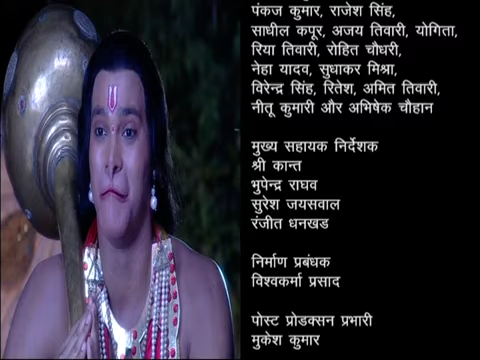 पंकज कुमार, राजेश सिंह,
साधील कपूर, अजय तिवारी, योगिता,
रिया तिवारी, रोहित चौधरी,
नेहा यादव, सुधाकर मिश्रा,
विरेन्द्र सिंह, रितेश, अमित तिवारी,
नीतू कुमारी और अभिषेक चौहान
मुख्य सहायक निर्देशक
श्री कान्त
भुपेन्द्र राघव
सुरेश जयसवाल
रंजीत धनखड
निर्माण प्रबंधक
विश्वकर्मा प्रसाद
पोस्ट प्रोडक्सन प्रभारी
मुकेश कुमार